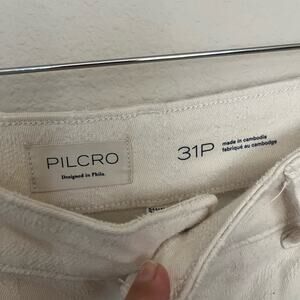 PILCRO
Designed in Phila.
31P
made in cambodia
fabriqué au cambodge